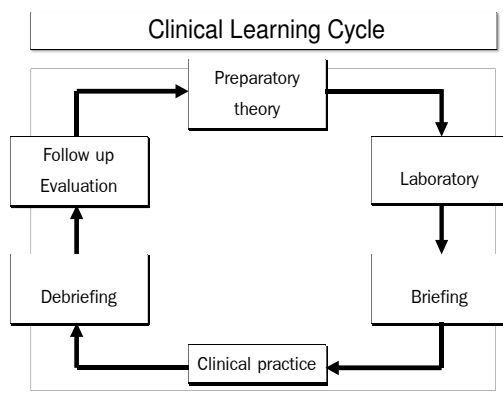 Clinical Learning Cycle
Preparatory
theory
Follow up
Evaluation
Laboratory
Debriefing
Briefing
Clinical practice